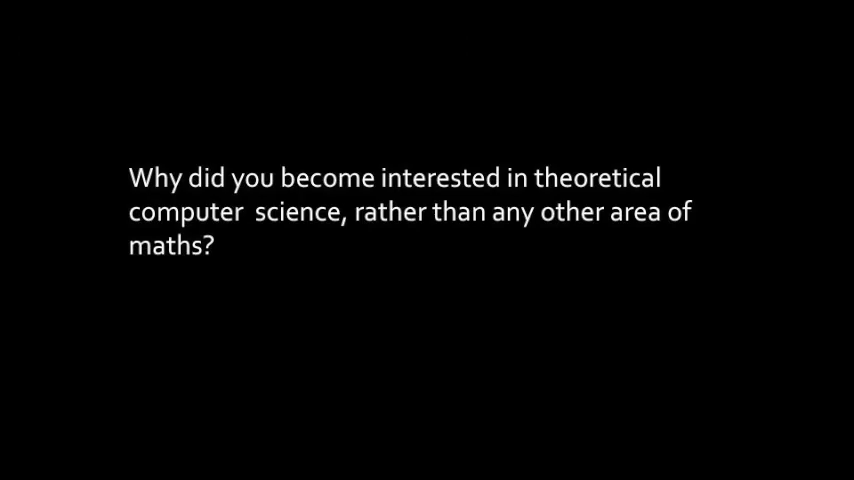 Why did you become interested in theoretical
computer  science, rather than any other area of
maths?